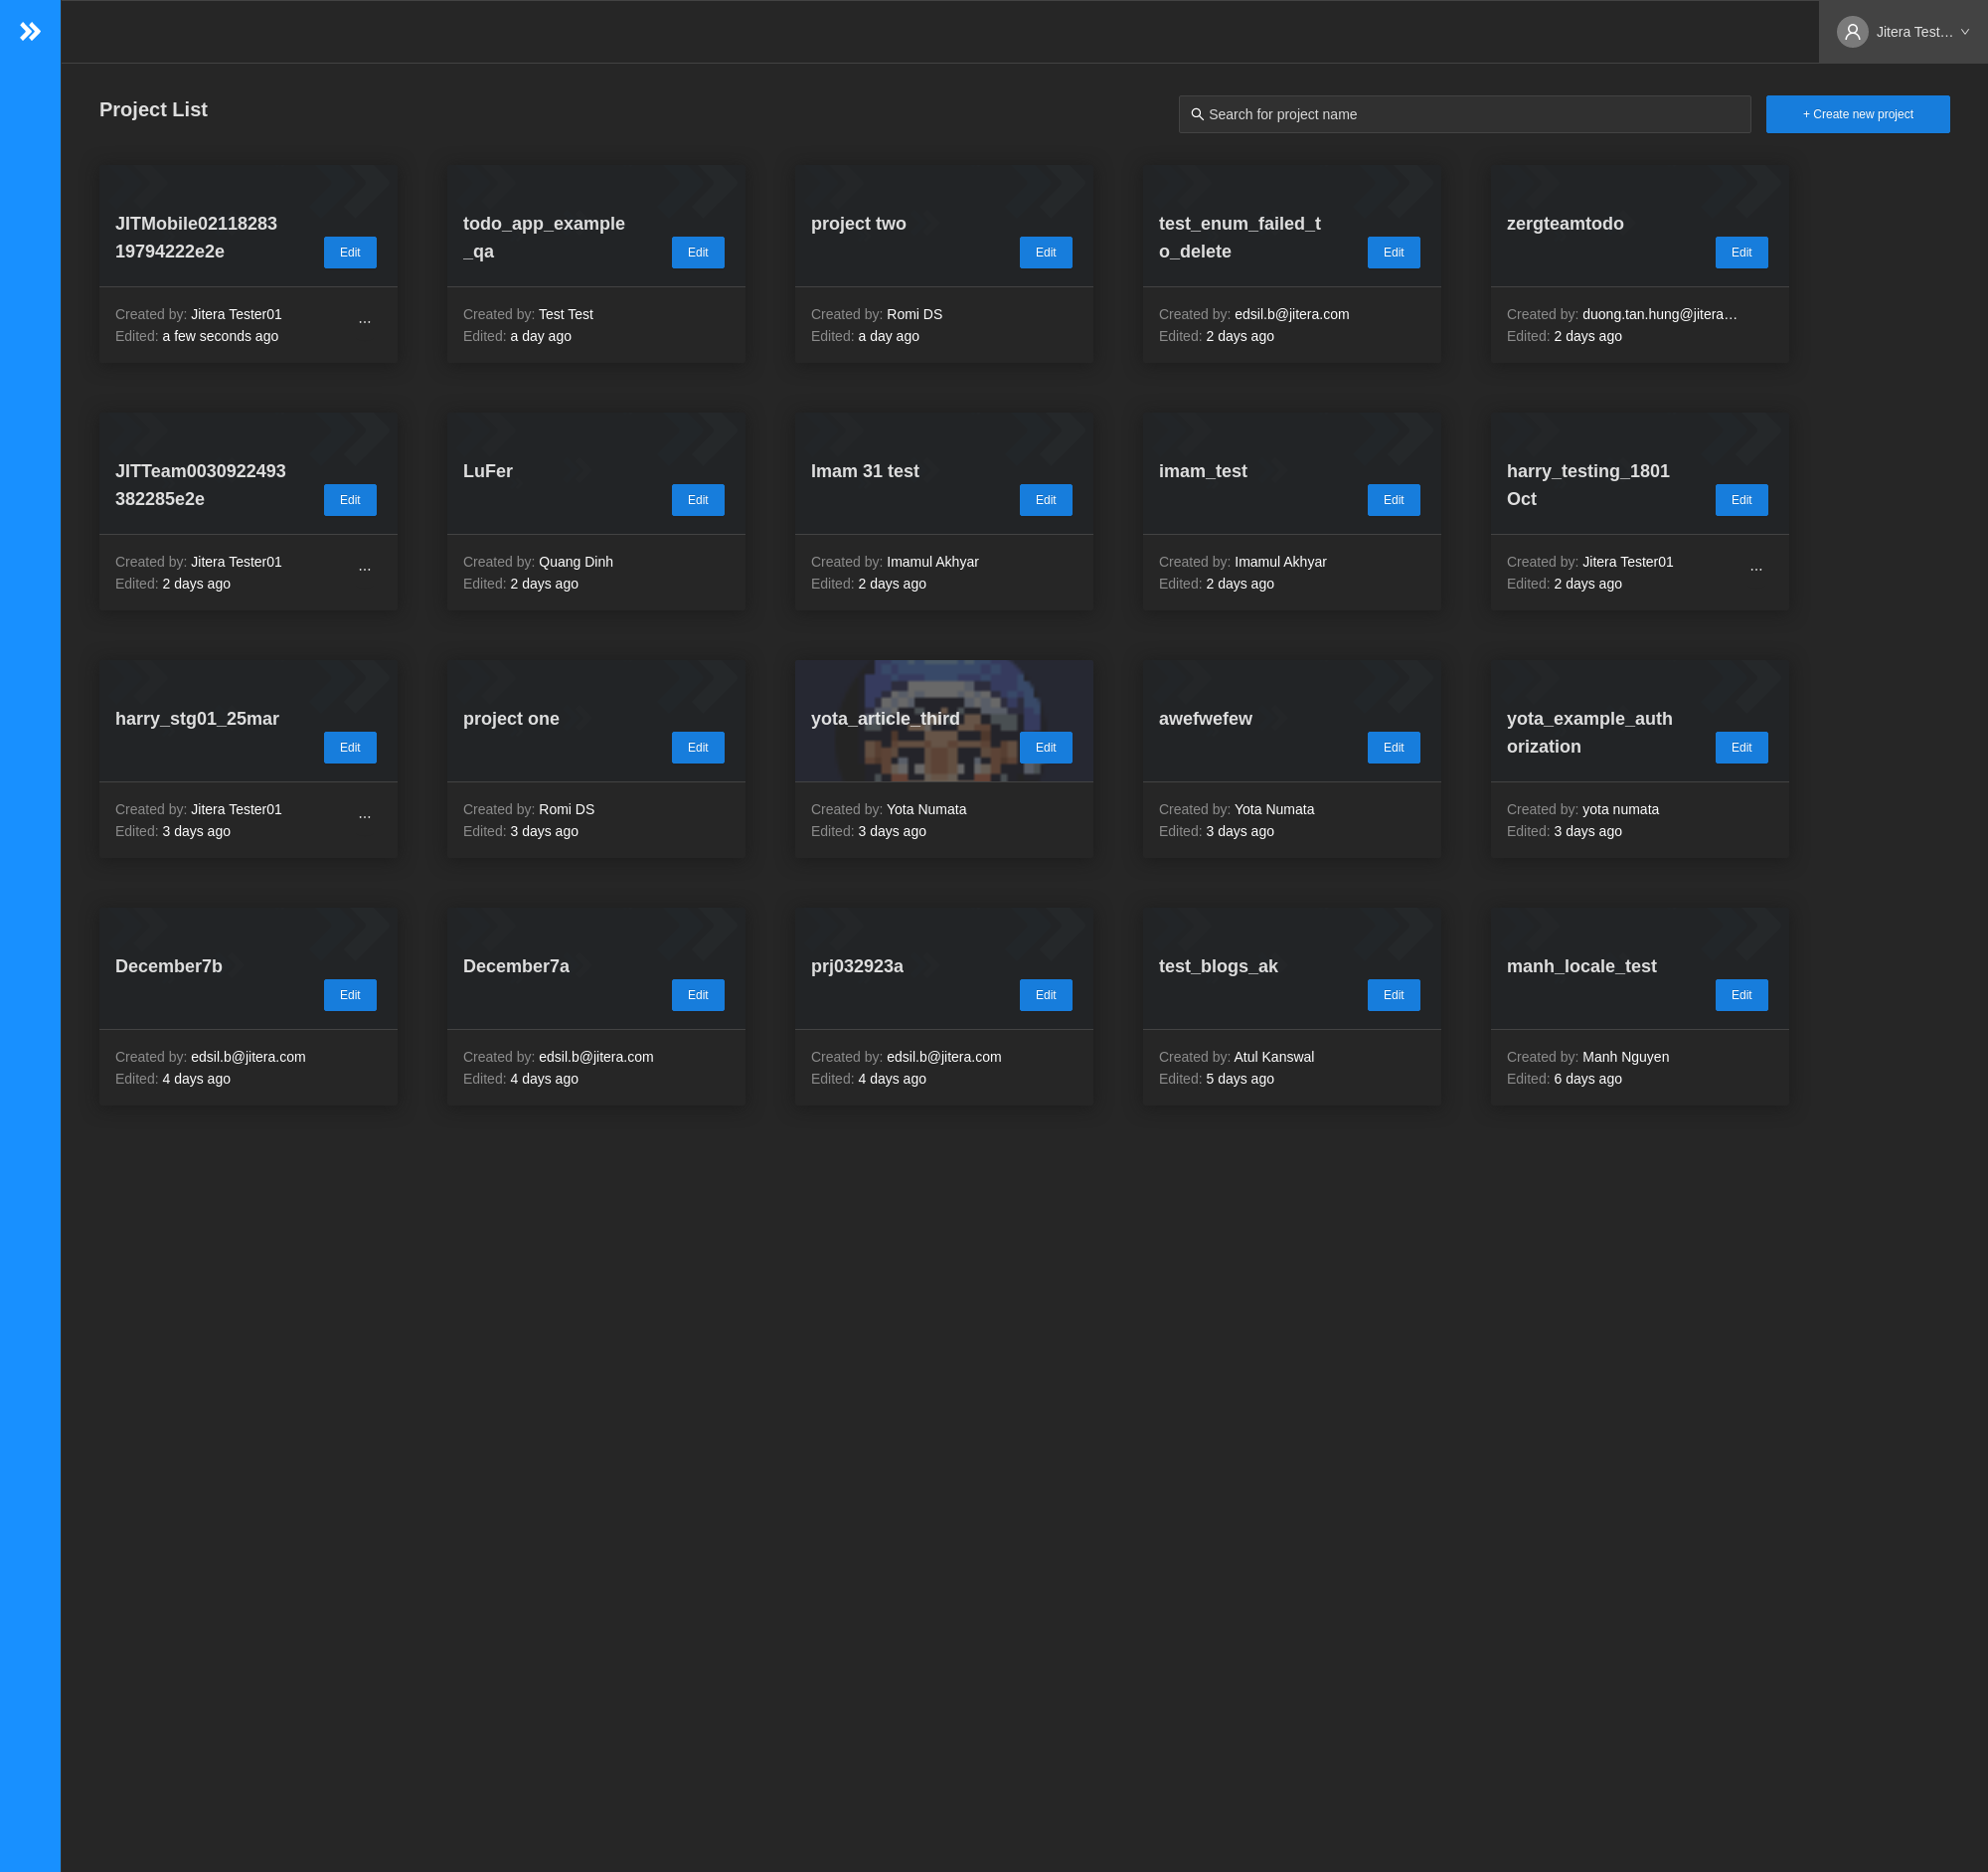 Jitera Test…
Project List
Search for project name
+ Create new project
JITMobile02118283
19794222e2e
Edit
Created by: Jitera Tester01
...
Edited: a few seconds ago
todo_app_example
_qa
Edit
Created by: Test Test
Edited: a day ago
project two
Edit
Created by: Romi DS
Edited: a day ago
test_enum_failed_t
o_delete
Edit
Created by: edsil.b@jitera.com
Edited: 2 days ago
zergteamtodo
Edit
Created by: duong.tan.hung@jitera…
Edited: 2 days ago
JITTeam0030922493
382285e2e
Edit
Created by: Jitera Tester01
...
Edited: 2 days ago
LuFer
Edit
Created by: Quang Dinh
Edited: 2 days ago
Imam 31 test
Edit
Created by: Imamul Akhyar
Edited: 2 days ago
imam_test
Edit
Created by: Imamul Akhyar
Edited: 2 days ago
harry_testing_1801
Oct
Edit
Created by: Jitera Tester01
...
Edited: 2 days ago
harry_stg01_25mar
Edit
Created by: Jitera Tester01
...
Edited: 3 days ago
project one
Edit
Created by: Romi DS
Edited: 3 days ago
yota_article_third
Edit
Created by: Yota Numata
Edited: 3 days ago
awefwefew
Edit
Created by: Yota Numata
Edited: 3 days ago
yota_example_auth
orization
Edit
Created by: yota numata
Edited: 3 days ago
December7b
Edit
Created by: edsil.b@jitera.com
Edited: 4 days ago
December7a
Edit
Created by: edsil.b@jitera.com
Edited: 4 days ago
prj032923a
Edit
Created by: edsil.b@jitera.com
Edited: 4 days ago
test_blogs_ak
Edit
Created by: Atul Kanswal
Edited: 5 days ago
manh_locale_test
Edit
Created by: Manh Nguyen
Edited: 6 days ago